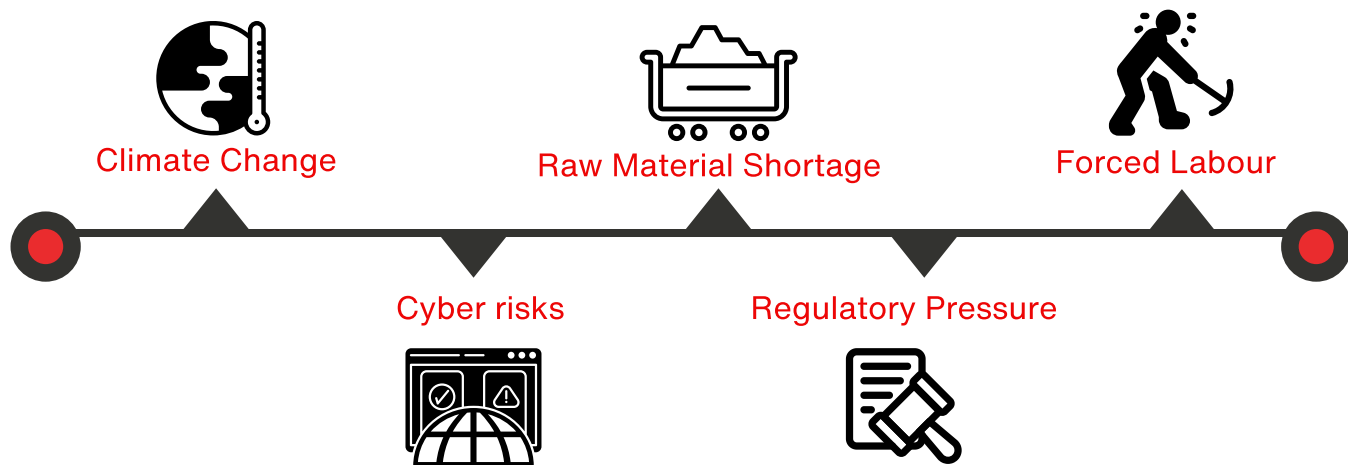 Climate Change
Raw Material Shortage
Forced Labour
Cyber risks
Regulatory Pressure